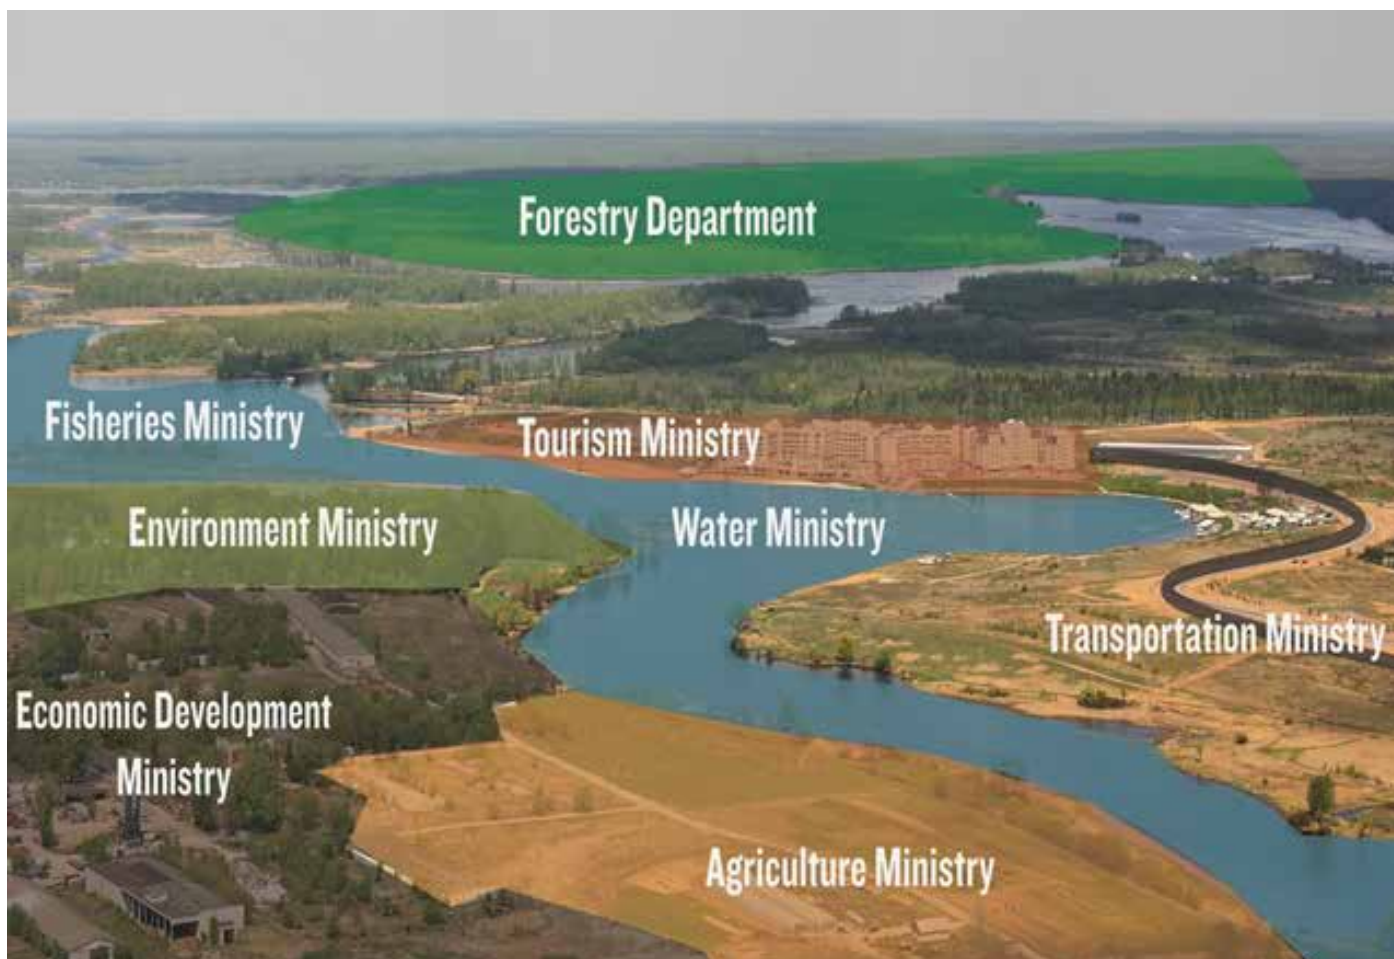 Forestry Department
Fisheries Ministry
Tourism Ministry
Environment Ministry
Water Ministry
Transportation Ministry
Economic Development
Ministry
Agriculture Ministry